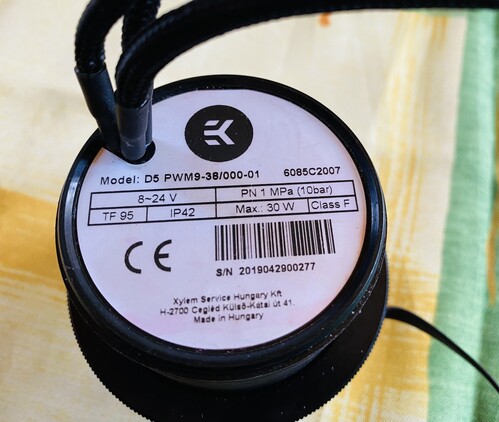 EK
Model: D5 PWM9-38/000-01 6085C2007
8~24 V PN 1 MPa (10bar)
TF 95 IP42 Max.: 30 W Class F
CE
S/N 2019042900277
Xylem Service Hungary Kft
H-2700 Cegléd Külső-Kátai út 41.
Made in Hungary